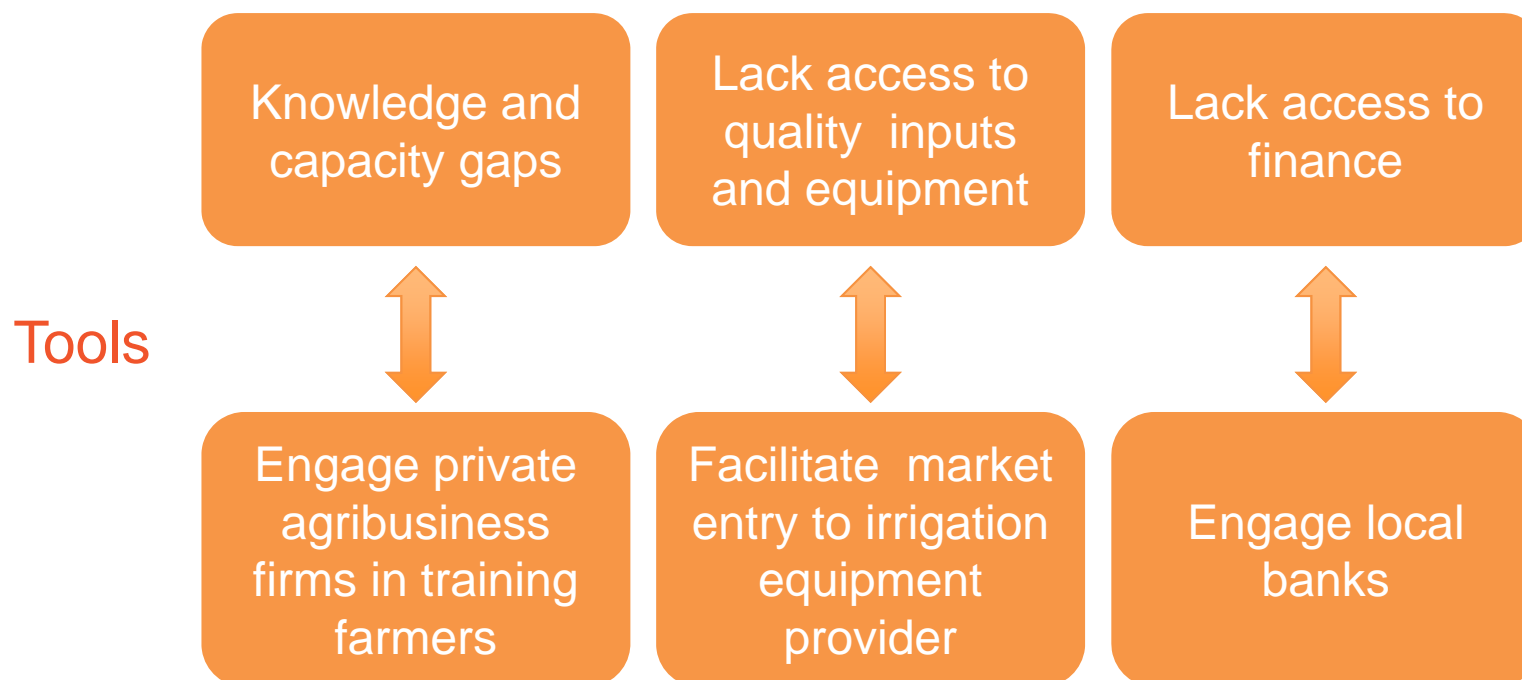 Knowledge and
capacity gaps
Lack access to
quality  inputs
and equipment
Lack access to
finance
Tools
Engage private
agribusiness
firms in training
farmers
Facilitate  market
entry to irrigation
equipment
provider
Engage local
banks